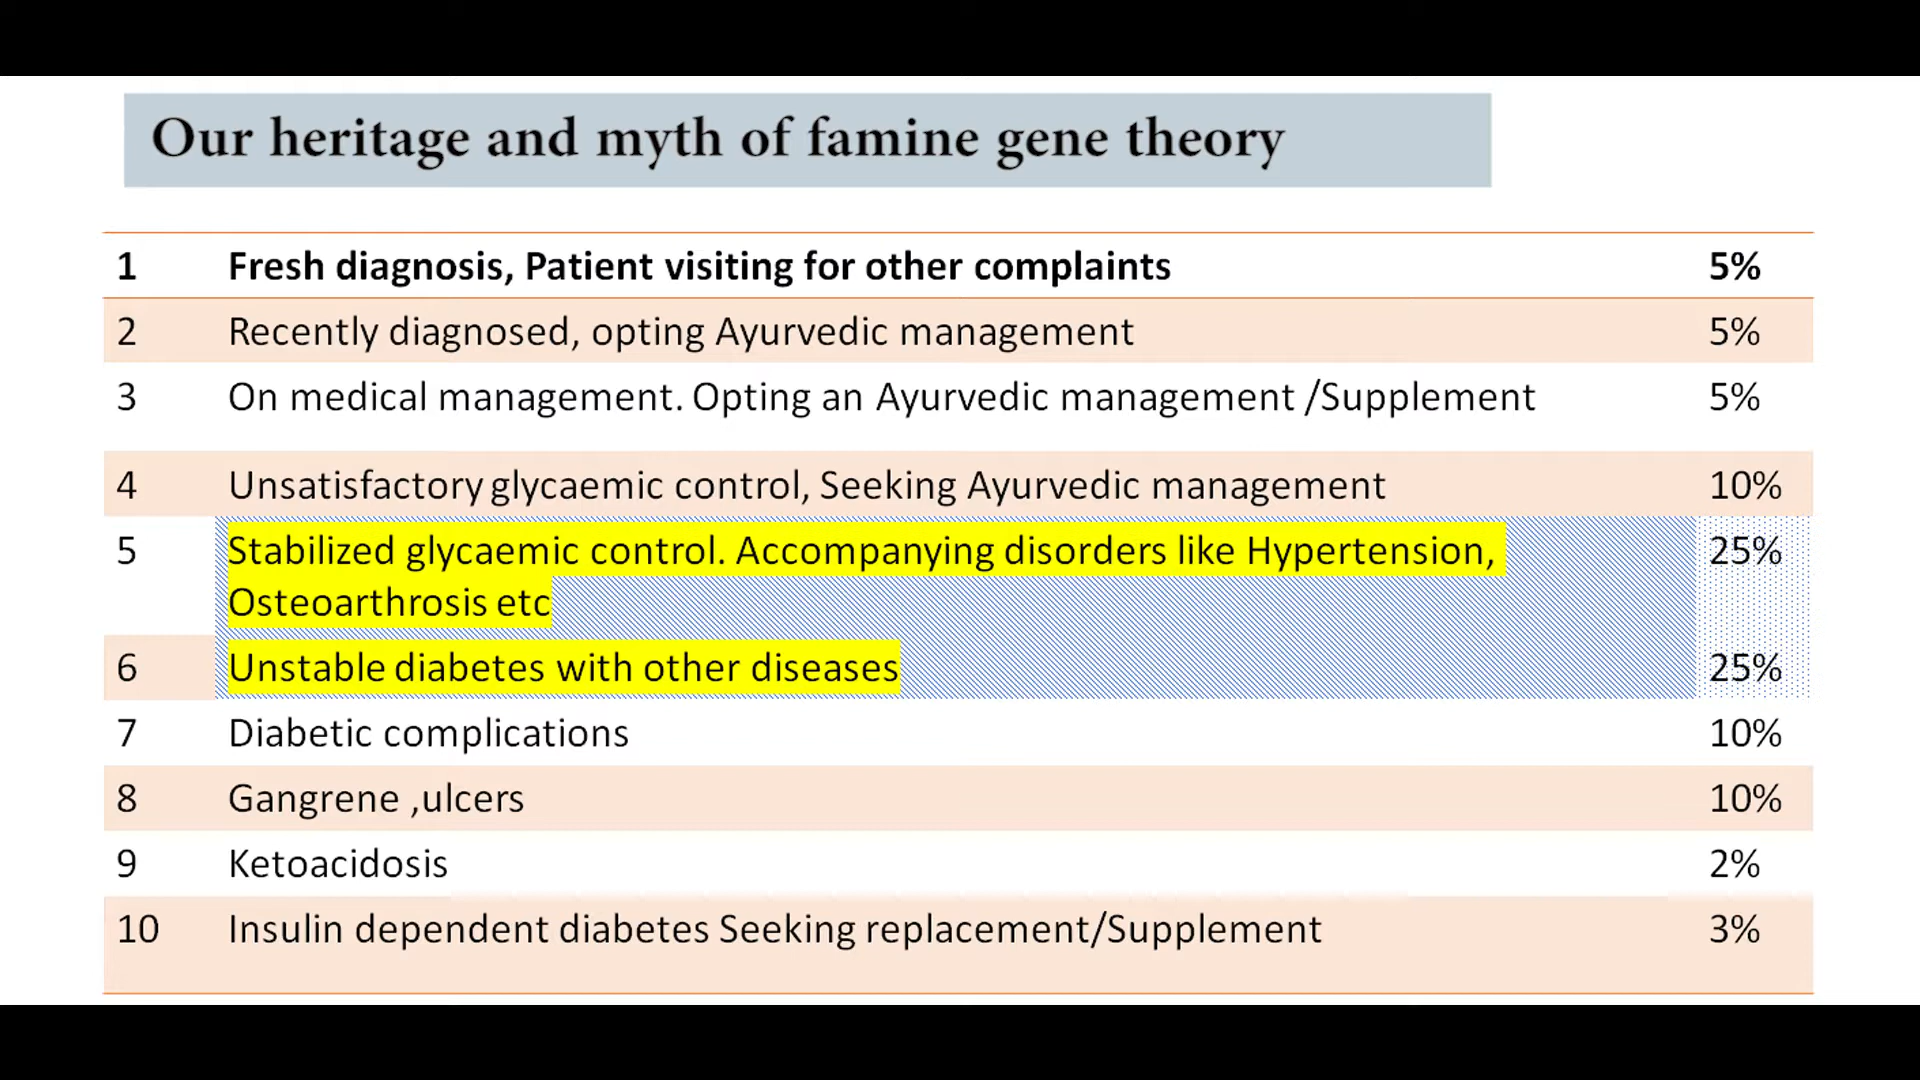 Our heritage and myth of famine gene theory
1 Fresh diagnosis, Patient visiting for other complaints 5%
2 Recently diagnosed, opting Ayurvedic management 5%
3 On medical management. Opting an Ayurvedic management /Supplement 5%
4 Unsatisfactory glycaemic control, Seeking Ayurvedic management 10%
5 Stabilized glycaemic control. Accompanying disorders like Hypertension, 25%
Osteoarthrosis etc
6 Unstable diabetes with other diseases 25%
7 Diabetic complications 10%
8 Gangrene ,ulcers 10%
9 Ketoacidosis 2%
10 Insulin dependent diabetes Seeking replacement/Supplement 3%